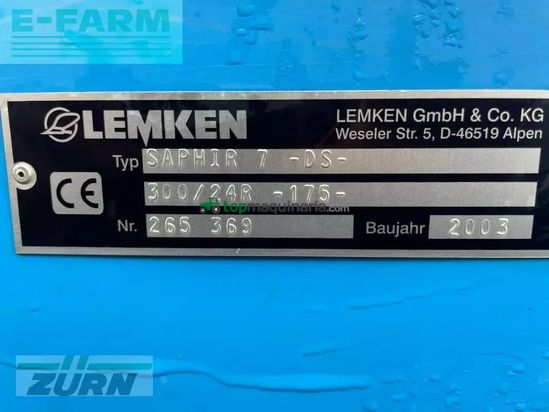 E-FARM
LEMKEN
LEMKEN GmbH & Co. KG
Weseler Str. 5, D-46519 Alpen
Typ SAPHIR 7 -DS-
300/24R -175-
topmaquinaria.com
CE
Nr. 265 369 Baujahr 2003
ZÜRN